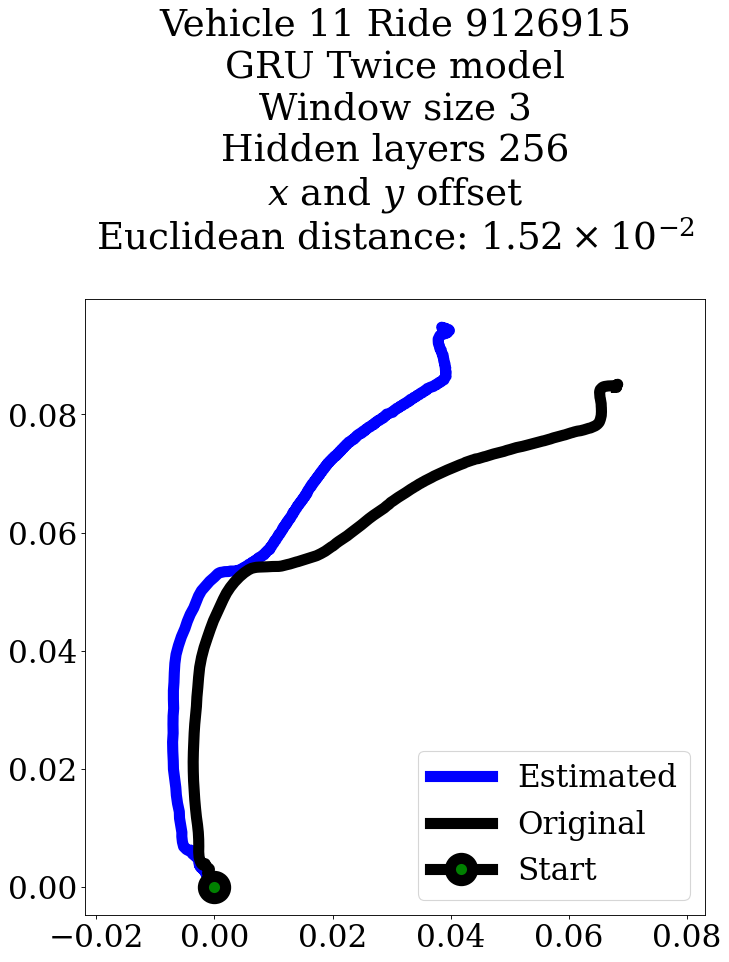 Vehicle 11 Ride 9126915
GRU Twice model
Window size 3
Hidden layers 256
x and y offset
Euclidean distance: 1.52 × 10⁻²
0.08
0.06
0.04
0.02
0.00
Estimated
Original
Start
−0.02 0.00 0.02 0.04 0.06 0.08